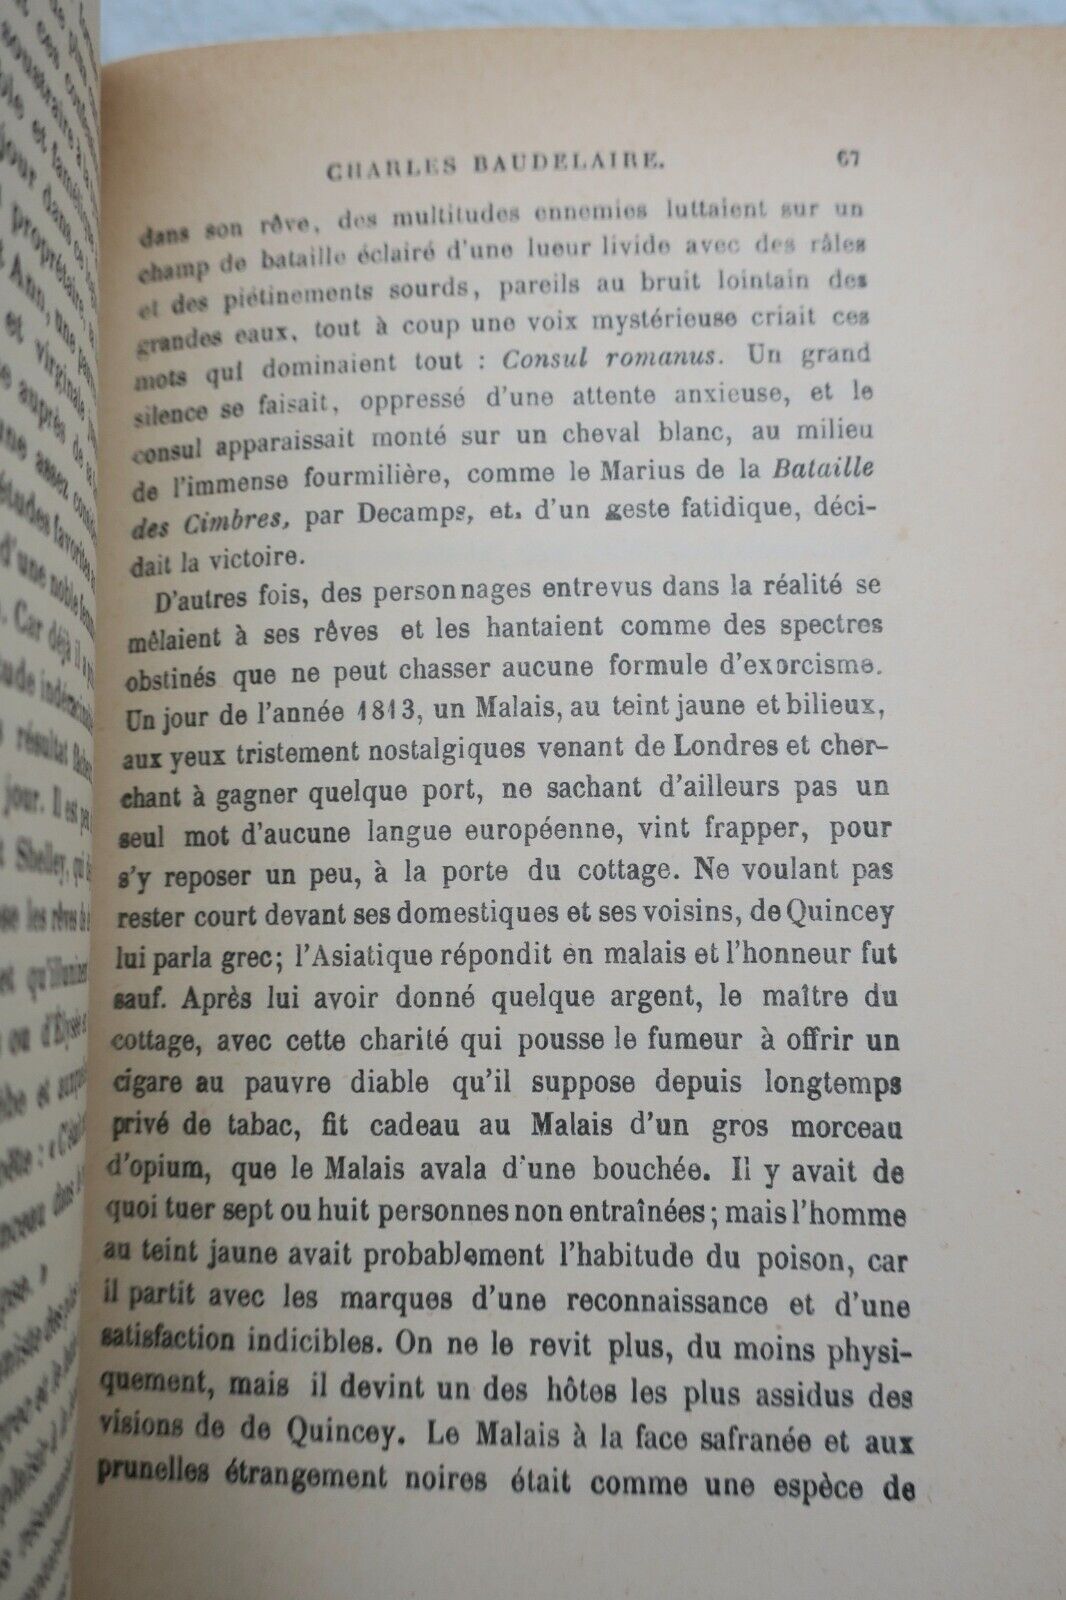 CHARLES BAUDELAIRE. 67
dans son rêve, des multitudes ennemies luttaient sur un
champ de bataille éclairé d'une lueur livide avec des râles
et des piétinements sourds, pareils au bruit lointain des
grandes eaux, tout à coup une voix mystérieuse criait ces
mots qui dominaient tout : Consul romanus. Un grand
silence se faisait, oppressé d'une attente anxieuse, et le
consul apparaissait monté sur un cheval blanc, au milieu
de l'immense fourmilière, comme le Marius de la Bataille
des Cimbres, par Decamps, et. d'un geste fatidique, déci-
dait la victoire.
D'autres fois, des personnages entrevus dans la réalité se
mêlaient à ses rêves et les hantaient comme des spectres
obstinés que ne peut chasser aucune formule d'exorcisme.
Un jour de l'année 1813, un Malais, au teint jaune et bilieux,
aux yeux tristement nostalgiques venant de Londres et cher-
chant à gagner quelque port, ne sachant d'ailleurs pas un
seul mot d'aucune langue européenne, vint frapper, pour
s'y reposer un peu, à la porte du cottage. Ne voulant pas
rester court devant ses domestiques et ses voisins, de Quincey
lui parla grec; l'Asiatique répondit en malais et l'honneur fut
sauf. Après lui avoir donné quelque argent, le maître du
cottage, avec cette charité qui pousse le fumeur à offrir un
cigare au pauvre diable qu'il suppose depuis longtemps
privé de tabac, fit cadeau au Malais d'un gros morceau
d'opium, que le Malais avala d'une bouchée. Il y avait de
quoi tuer sept ou huit personnes non entraînées ; mais l'homme
au teint jaune avait probablement l'habitude du poison, car
il partit avec les marques d'une reconnaissance et d'une
satisfaction indicibles. On ne le revit plus, du moins physi-
quement, mais il devint un des hôtes les plus assidus des
visions de de Quincey. Le Malais à la face safranée et aux
prunelles étrangement noires était comme une espèce de